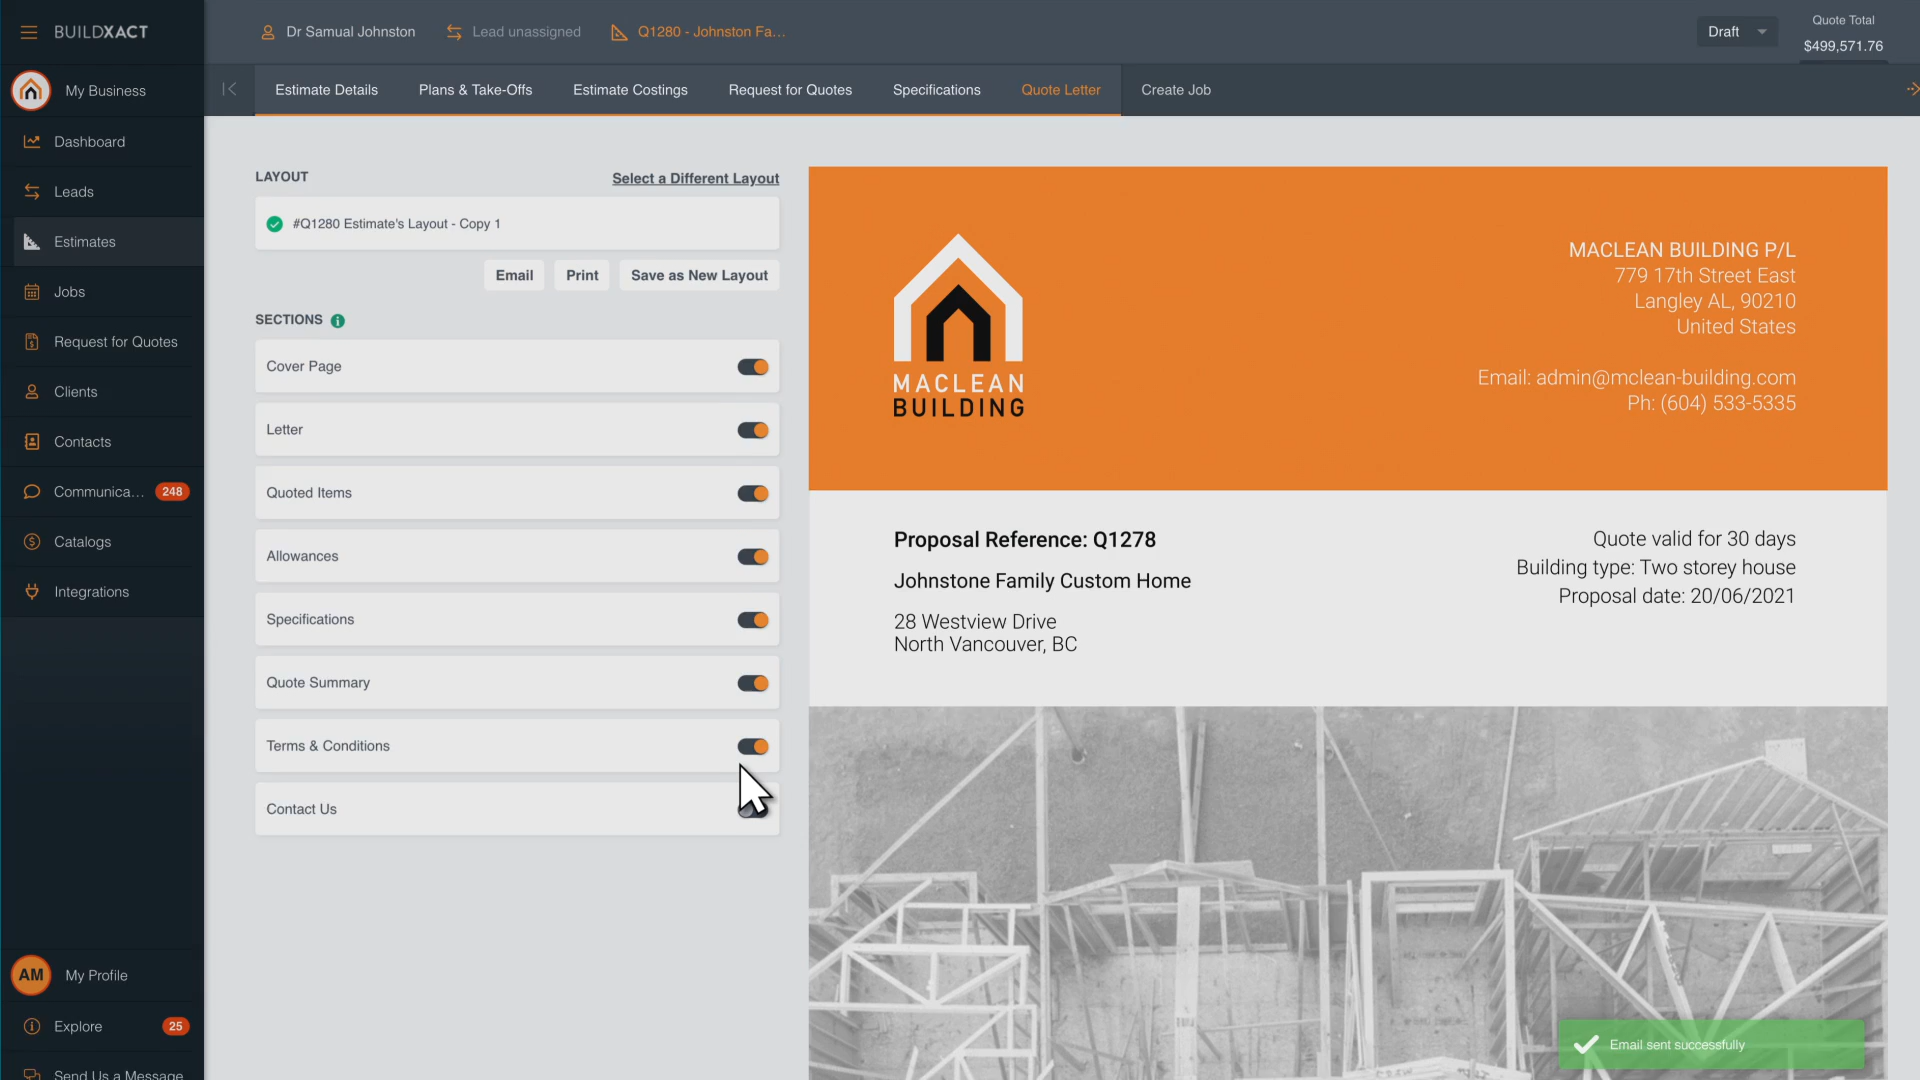 BUILDXACT
Dr Samual Johnston
Lead unassigned
Q1280 - Johnston Fa...
Draft
Quote Total
$499,571.76
My Business
Estimate Details
Plans & Take-Offs
Estimate Costings
Request for Quotes
Specifications
Quote Letter
Create Job
Dashboard
Leads
Estimates
Jobs
Request for Quotes
Clients
Contacts
Communica... 248
Catalogs
Integrations
AM My Profile
Explore 25
Send Us a Message
LAYOUT
Select a Different Layout
#Q1280 Estimate's Layout - Copy 1
Email
Print
Save as New Layout
SECTIONS
Cover Page
Letter
Quoted Items
Allowances
Specifications
Quote Summary
Terms & Conditions
Contact Us
MACLEAN
BUILDING
MACLEAN BUILDING P/L
779 17th Street East
Langley AL, 90210
United States
Email: admin@mclean-building.com
Ph: (604) 533-5335
Proposal Reference: Q1278
Johnstone Family Custom Home
28 Westview Drive
North Vancouver, BC
Quote valid for 30 days
Building type: Two storey house
Proposal date: 20/06/2021
Email sent successfully